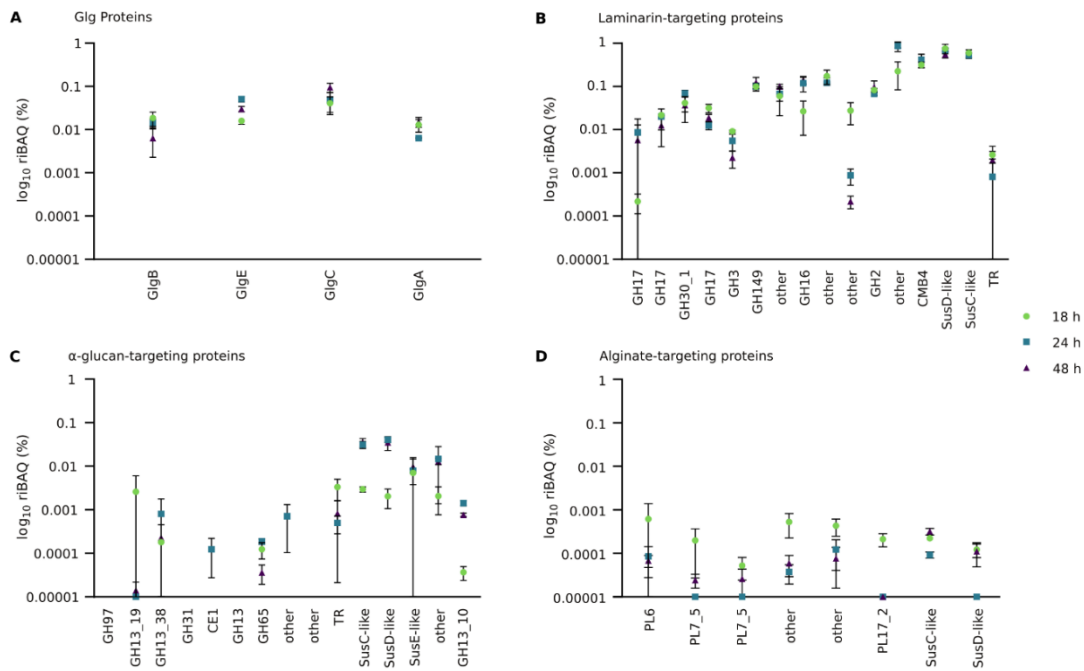 A Glg Proteins
log10 riBAQ (%)
1
0.1
0.01
0.001
0.0001
0.00001
GlgB
GlgE
GlgC
GlgA
B Laminarin-targeting proteins
log10 riBAQ (%)
1
0.1
0.01
0.001
0.0001
0.00001
GH17
GH17
GH30_1
GH17
GH3
GH149
other
GH16
other
other
GH2
other
CMB4
SusD-like
SusC-like
TR
18 h
24 h
48 h
C α-glucan-targeting proteins
log10 riBAQ (%)
1
0.1
0.01
0.001
0.0001
0.00001
GH97
GH13_19
GH13_38
GH31
CE1
GH13
GH65
other
other
TR
SusC-like
SusD-like
SusE-like
other
GH13_10
D Alginate-targeting proteins
log10 riBAQ (%)
1
0.1
0.01
0.001
0.0001
0.00001
PL6
PL7_5
PL7_5
other
other
PL17_2
SusC-like
SusD-like